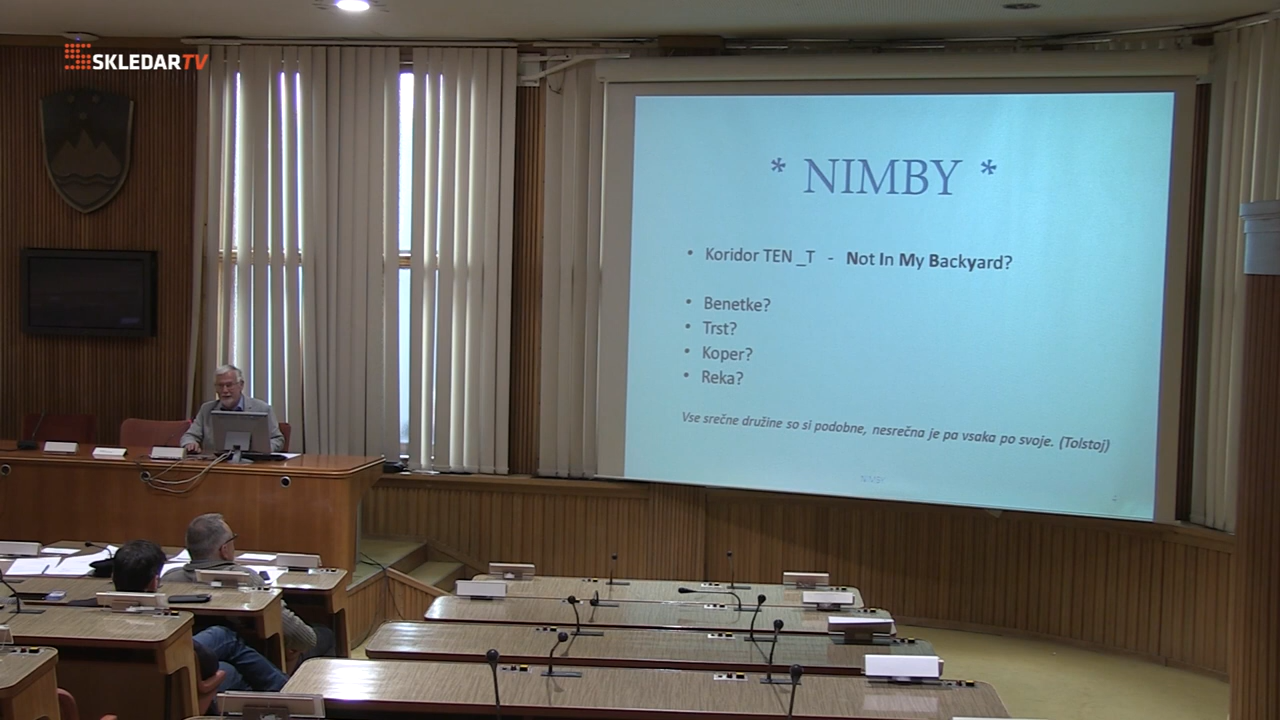 SKLEDARTV
* NIMBY *
• Koridor TEN _T - Not In My Backyard?
• Benetke?
• Trst?
• Koper?
• Reka?
Vse srečne družine so si podobne, nesrečna je pa vsaka po svoje. (Tolstoj)